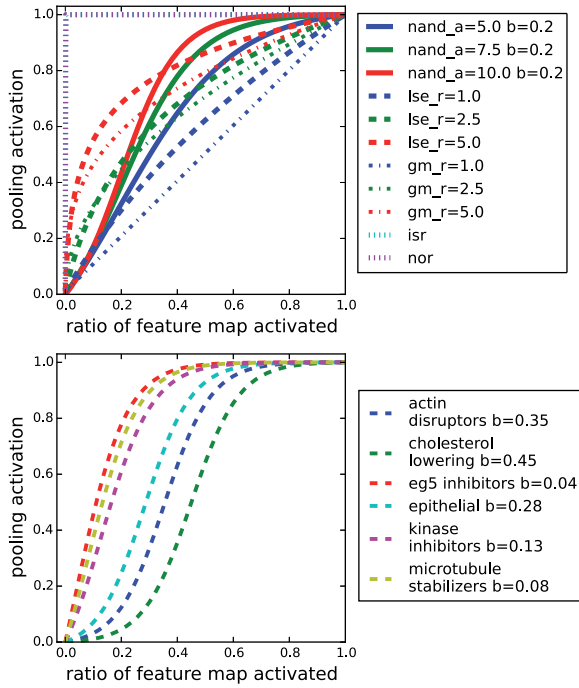 1.0
0.8
0.6
0.4
0.2
0.0
pooling activation
0.0 0.2 0.4 0.6 0.8 1.0
ratio of feature map activated
nand_a=5.0 b=0.2
nand_a=7.5 b=0.2
nand_a=10.0 b=0.2
lse_r=1.0
lse_r=2.5
lse_r=5.0
gm_r=1.0
gm_r=2.5
gm_r=5.0
isr
nor
1.0
0.8
0.6
0.4
0.2
0.0
pooling activation
0.0 0.2 0.4 0.6 0.8 1.0
ratio of feature map activated
actin
disruptors b=0.35
cholesterol
lowering b=0.45
eg5 inhibitors b=0.04
epithelial b=0.28
kinase
inhibitors b=0.13
microtubule
stabilizers b=0.08